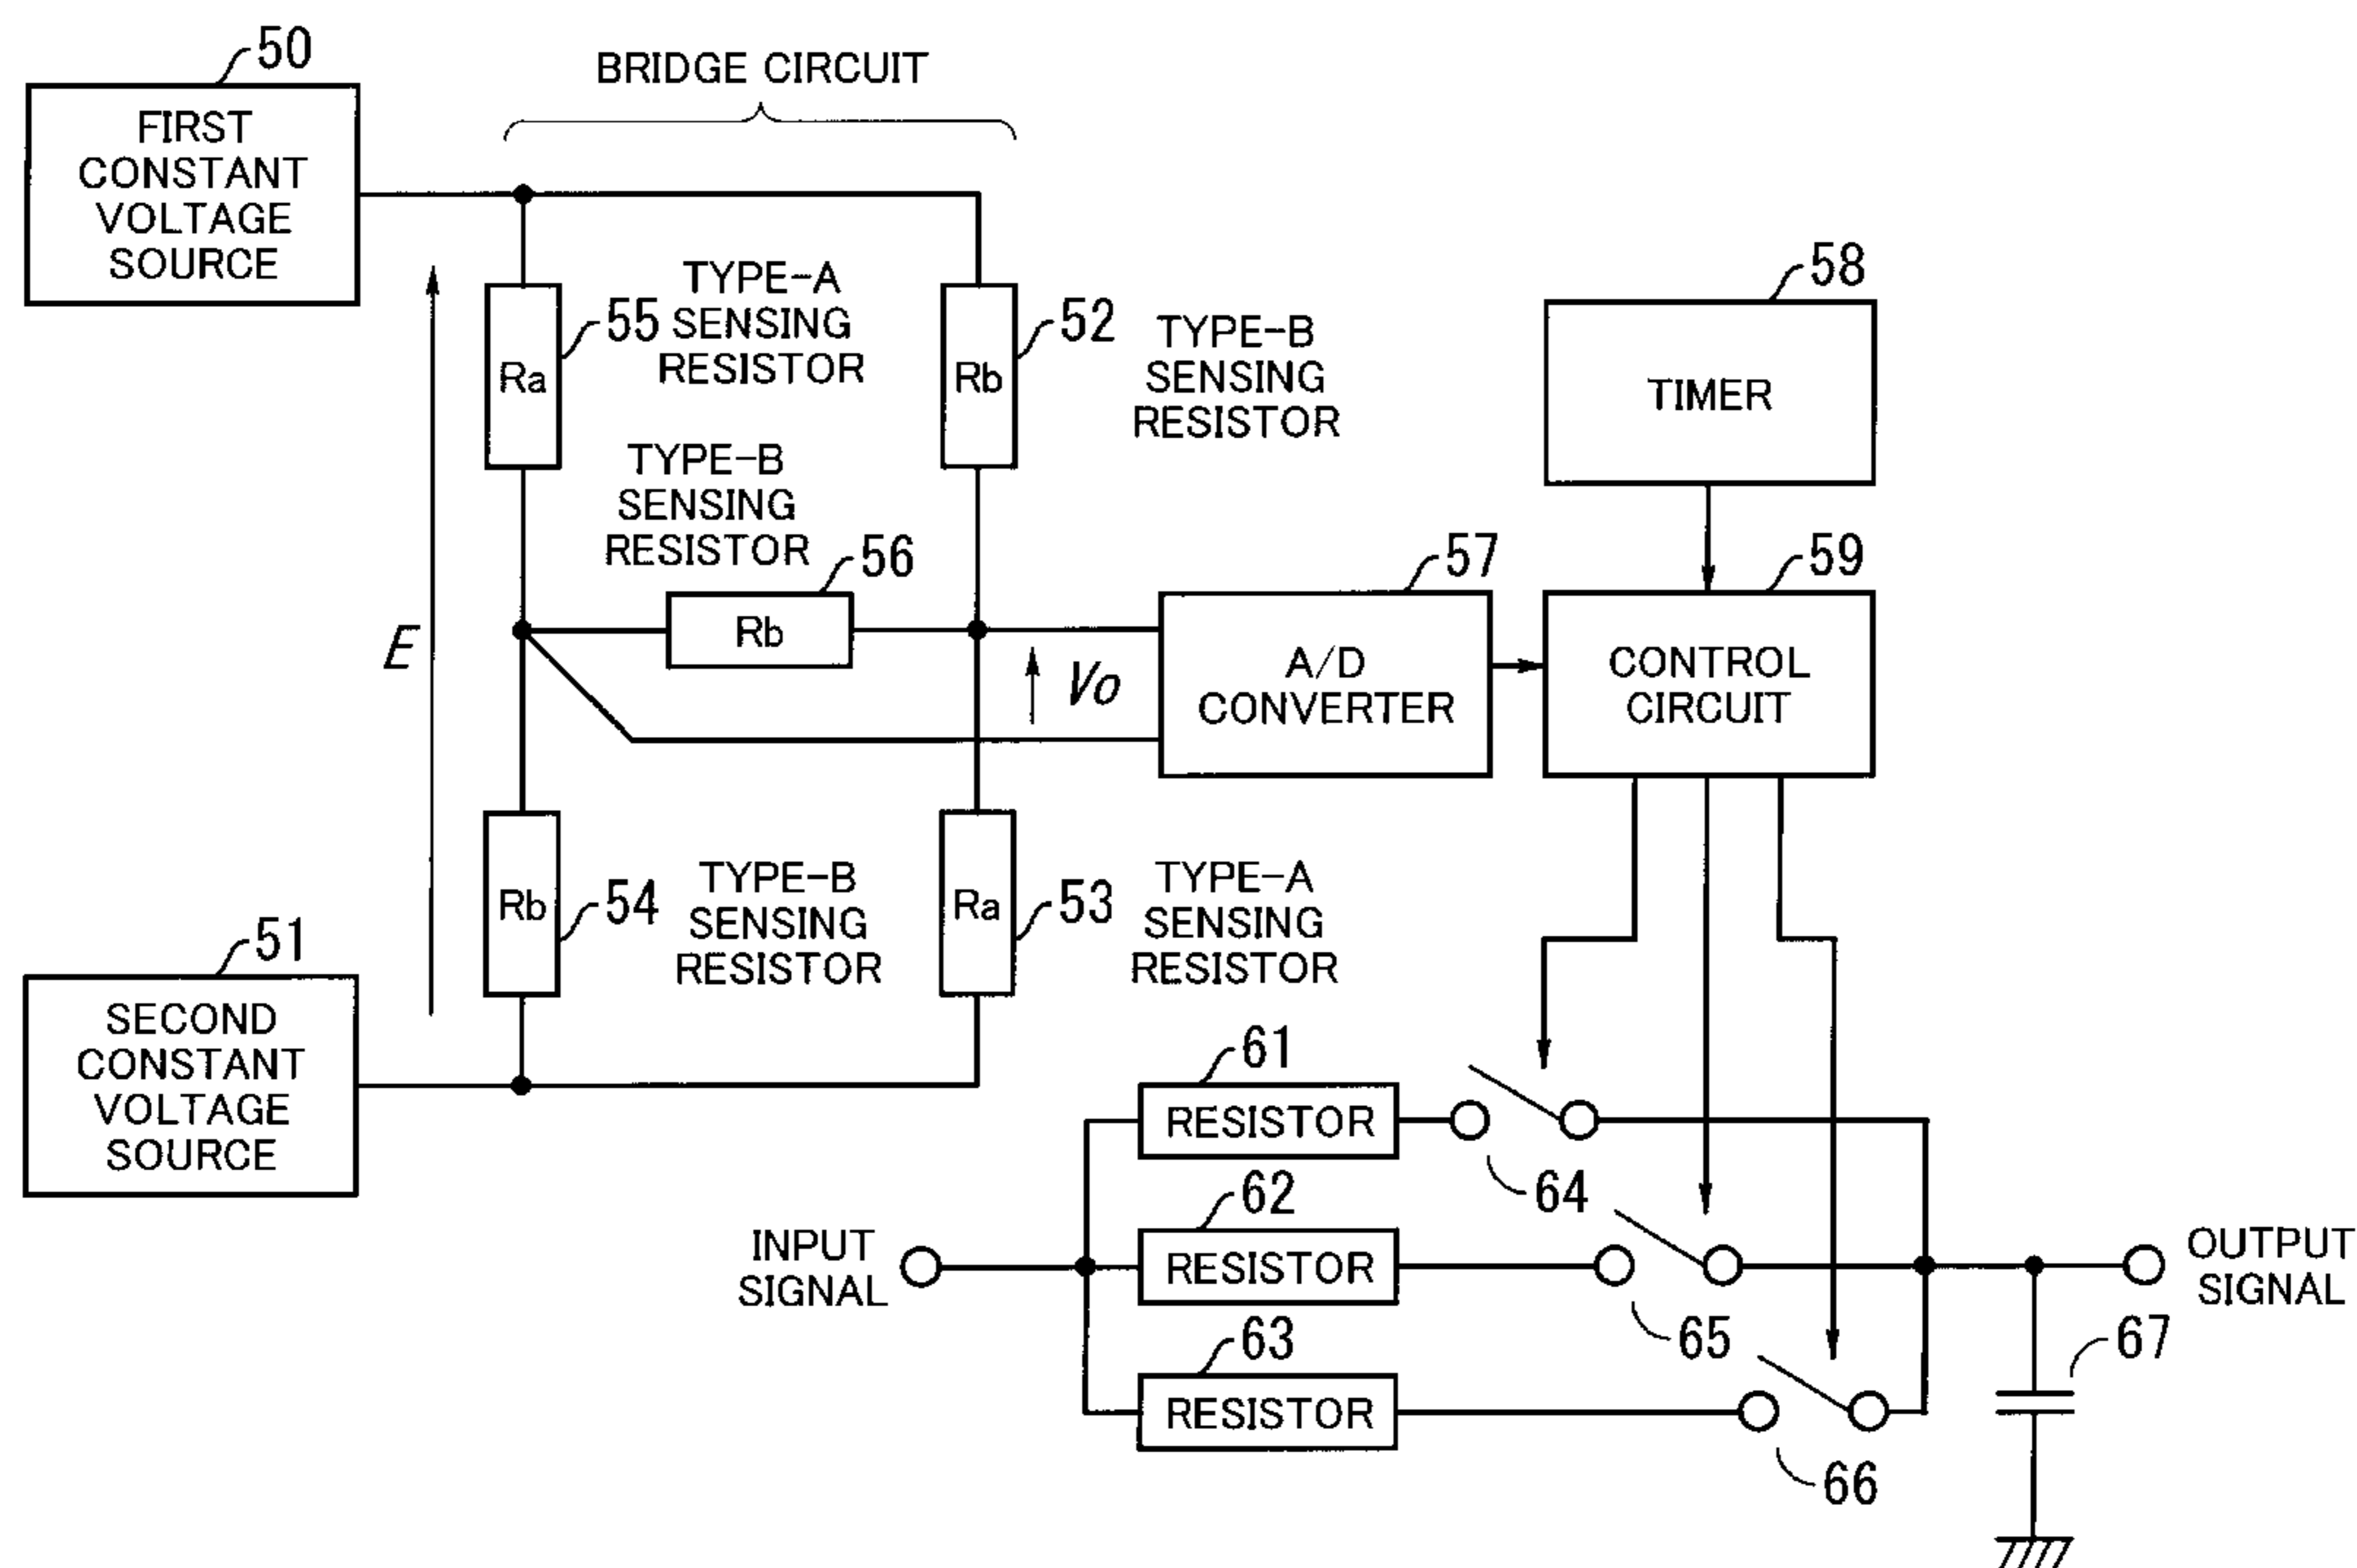 50
BRIDGE CIRCUIT
FIRST
CONSTANT
VOLTAGE
SOURCE
TYPE-A
SENSING
RESISTOR
55
Ra
52
Rb
TYPE-B
SENSING
RESISTOR
58
TIMER
TYPE-B
SENSING
RESISTOR
56
Rb
57
A/D
CONVERTER
59
CONTROL
CIRCUIT
E
Vo
Rb
54
TYPE-B
SENSING
RESISTOR
Ra
53
TYPE-A
SENSING
RESISTOR
51
SECOND
CONSTANT
VOLTAGE
SOURCE
61
RESISTOR
64
62
RESISTOR
INPUT
SIGNAL
65
OUTPUT
SIGNAL
63
RESISTOR
66
67